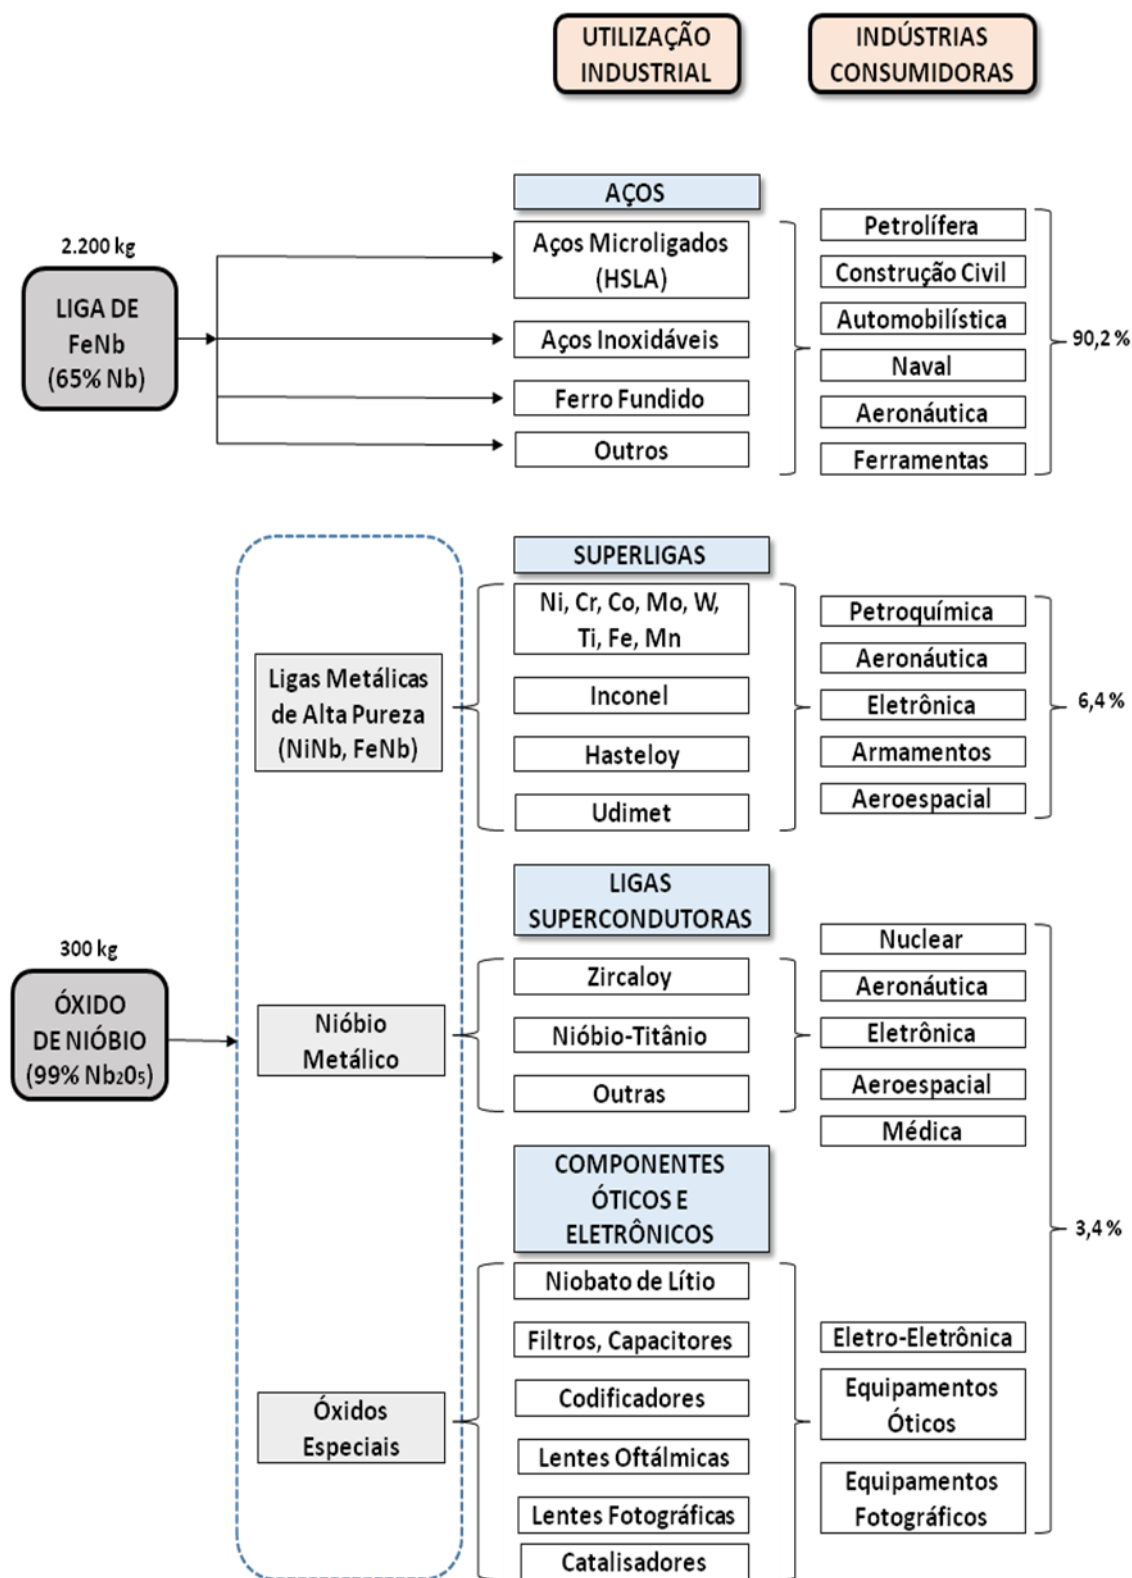 UTILIZAÇÃO
INDUSTRIAL
INDÚSTRIAS
CONSUMIDORAS
2.200 kg
LIGA DE
FeNb
(65% Nb)
AÇOS
Aços Microligados
(HSLA)
Aços Inoxidáveis
Ferro Fundido
Outros
Petrolífera
Construção Civil
Automobilística
Naval
Aeronáutica
Ferramentas
90,2 %
300 kg
ÓXIDO
DE NIÓBIO
(99% Nb₂O₅)
Ligas Metálicas
de Alta Pureza
(NiNb, FeNb)
SUPERLIGAS
Ni, Cr, Co, Mo, W,
Ti, Fe, Mn
Inconel
Hasteloy
Udimet
Petroquímica
Aeronáutica
Eletrônica
Armamentos
Aeroespacial
6,4 %
Nióbio
Metálico
LIGAS
SUPERCONDUTORAS
Zircaloy
Nióbio-Titânio
Outras
Nuclear
Aeronáutica
Eletrônica
Aeroespacial
Médica
Óxidos
Especiais
COMPONENTES
ÓTICOS E
ELETRÔNICOS
Niobato de Lítio
Filtros, Capacitores
Codificadores
Lentes Oftálmicas
Lentes Fotográficas
Catalisadores
Eletro-Eletrônica
Equipamentos
Óticos
Equipamentos
Fotográficos
3,4 %